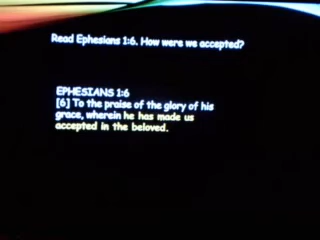 Read Ephesians 1:6. How were we accepted?
EPHESIANS 1:6
[6] To the praise of the glory of his
grace, wherein he has made us
accepted in the beloved.